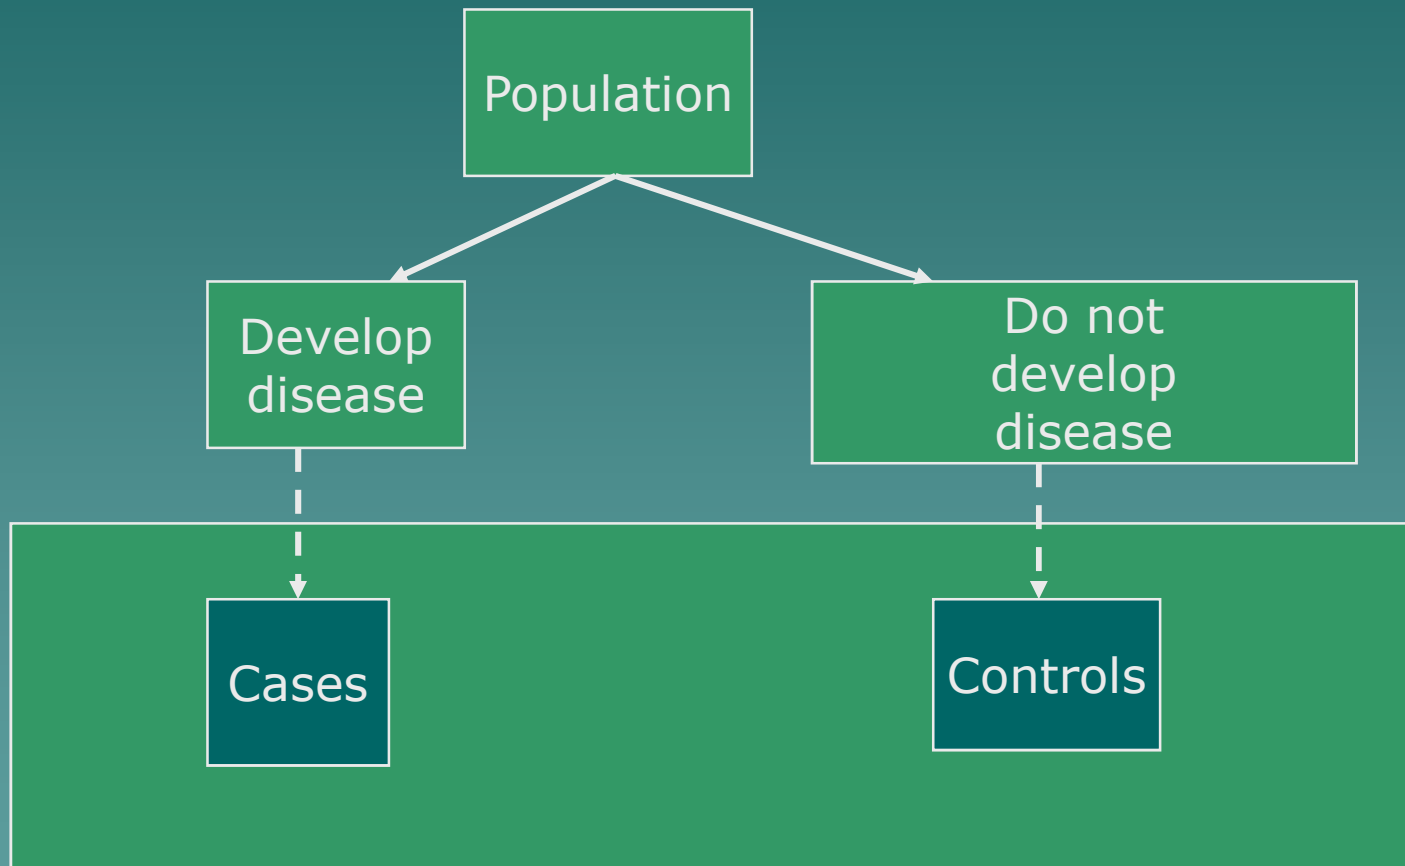 Population
Develop
disease
Do not
develop
disease
Cases
Controls